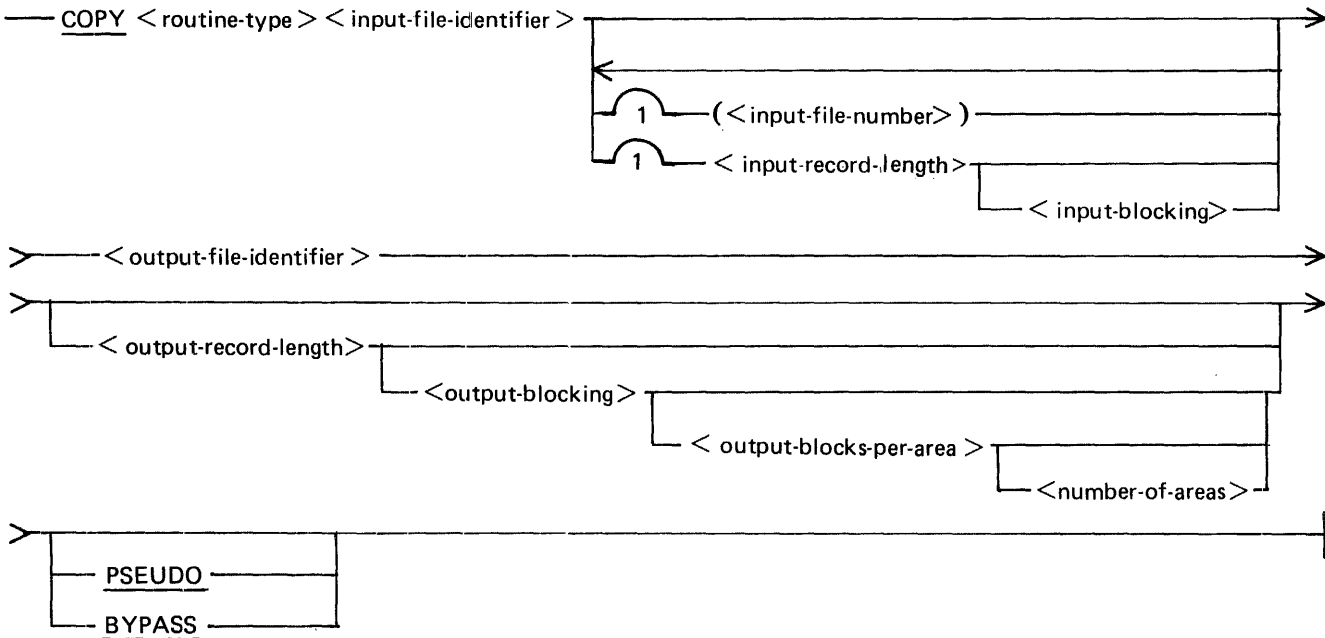 COPY <routine-type> <input-file-identifier>
1 (<input-file-number>)
1 <input-record-length>
<input-blocking>
<output-file-identifier>
<output-record-length>
<output-blocking>
<output-blocks-per-area>
<number-of-areas>
PSEUDO
BYPASS